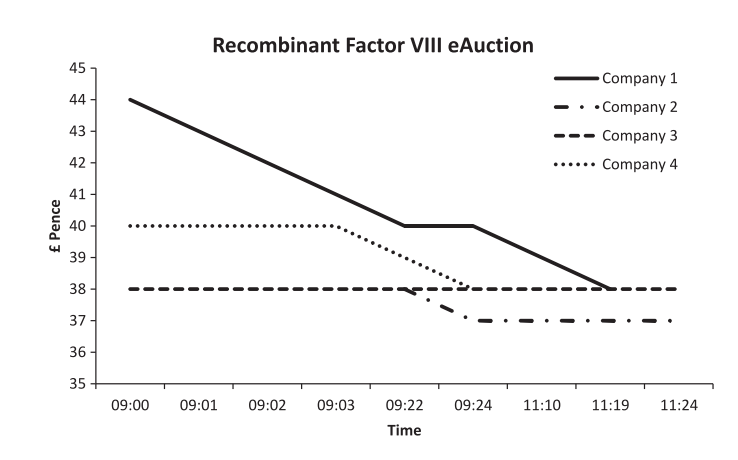 Recombinant Factor VIII eAuction
45
44
43
42
41
40
39
38
37
36
35
£ Pence
Company 1
Company 2
Company 3
Company 4
09:00 09:01 09:02 09:03 09:22 09:24 11:10 11:19 11:24
Time